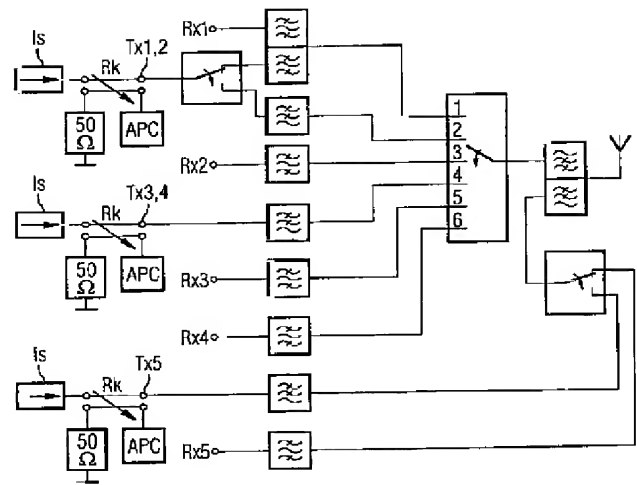 Rx1
Is
Rk
Tx1,2
50
Ω
APC
Rx2
1
2
3
4
5
6
Is
Rk
Tx3,4
50
Ω
APC
Rx3
Rx4
Is
Rk
Tx5
50
Ω
APC
Rx5